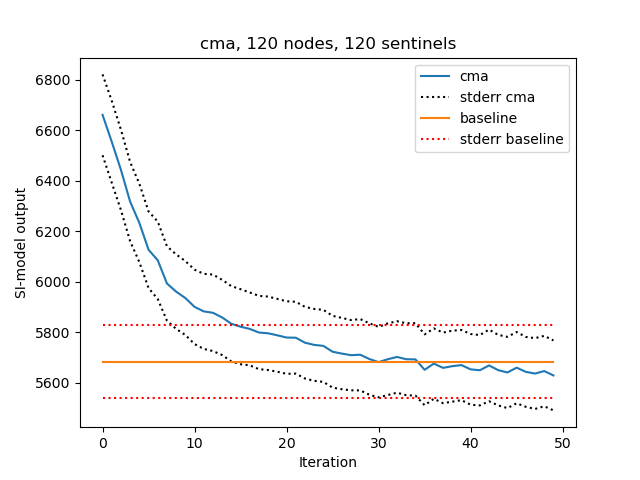 cma, 120 nodes, 120 sentinels
SI-model output
6800
6600
6400
6200
6000
5800
5600
cma
stderr cma
baseline
stderr baseline
0 10 20 30 40 50
Iteration